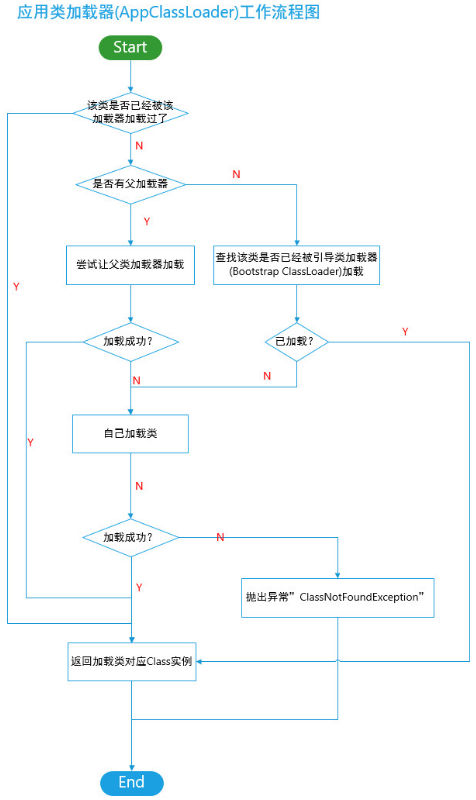 应用类加载器(AppClassLoader)工作流程图
Start
该类是否已经被该
加载器加载过了
N
是否有父加载器
N
Y
尝试让父类加载器加载
查找该类是否已经被引导类加载器
(Bootstrap ClassLoader)加载
Y
加载成功?
已加载?
Y
N
N
自己加载类
Y
N
加载成功?
N
Y
抛出异常”ClassNotFoundException”
返回加载类对应Class实例
End